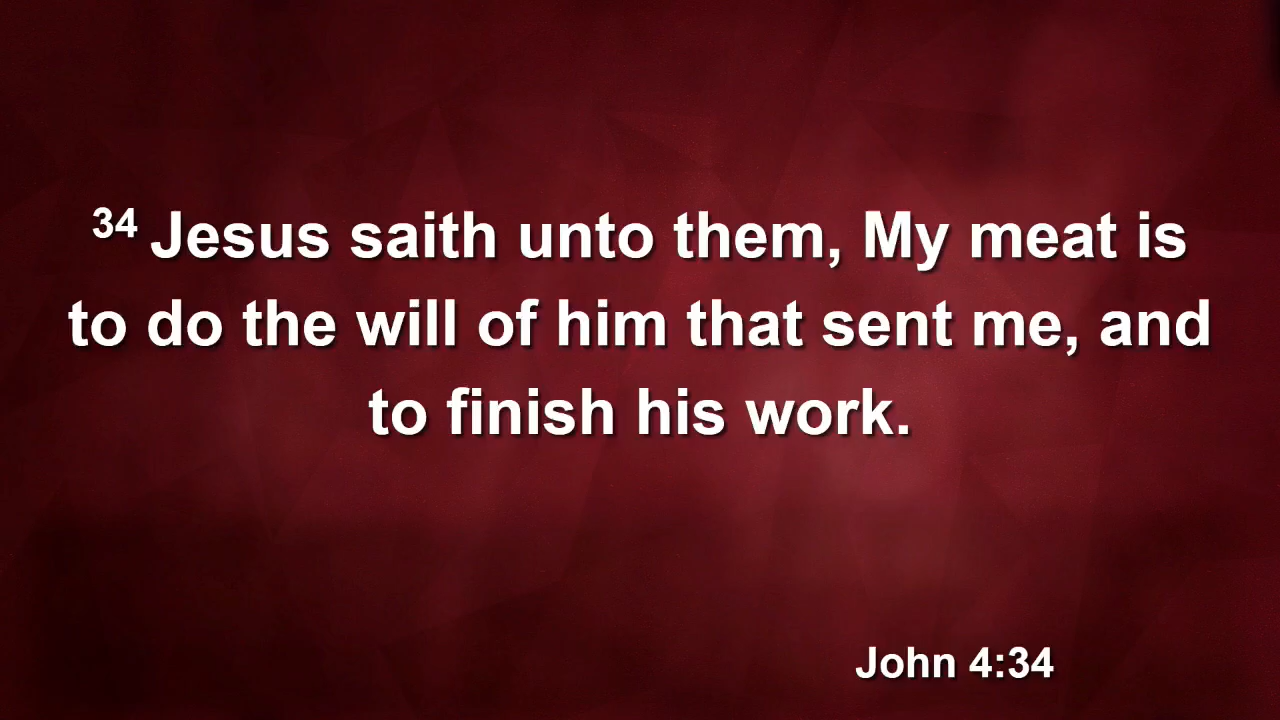 34 Jesus saith unto them, My meat is
to do the will of him that sent me, and
to finish his work.
John 4:34